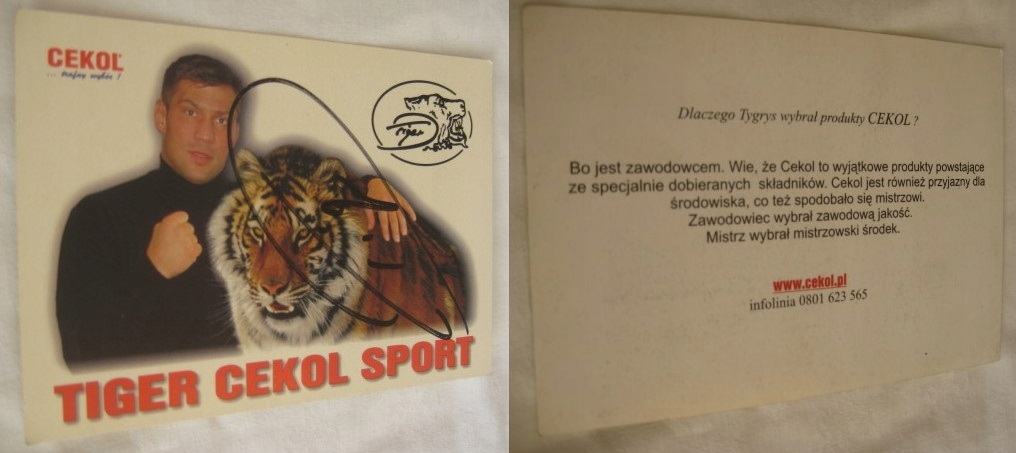 CEKOL
... trafny wybór !
Tiger
TIGER CEKOL SPORT
Dlaczego Tygrys wybrał produkty CEKOL ?
Bo jest zawodowcem. Wie, że Cekol to wyjątkowe produkty powstające
ze specjalnie dobieranych składników. Cekol jest również przyjazny dla
środowiska, co też spodobało się mistrzowi.
Zawodowiec wybrał zawodową jakość.
Mistrz wybrał mistrzowski środek.
www.cekol.pl
infolinia 0801 623 565